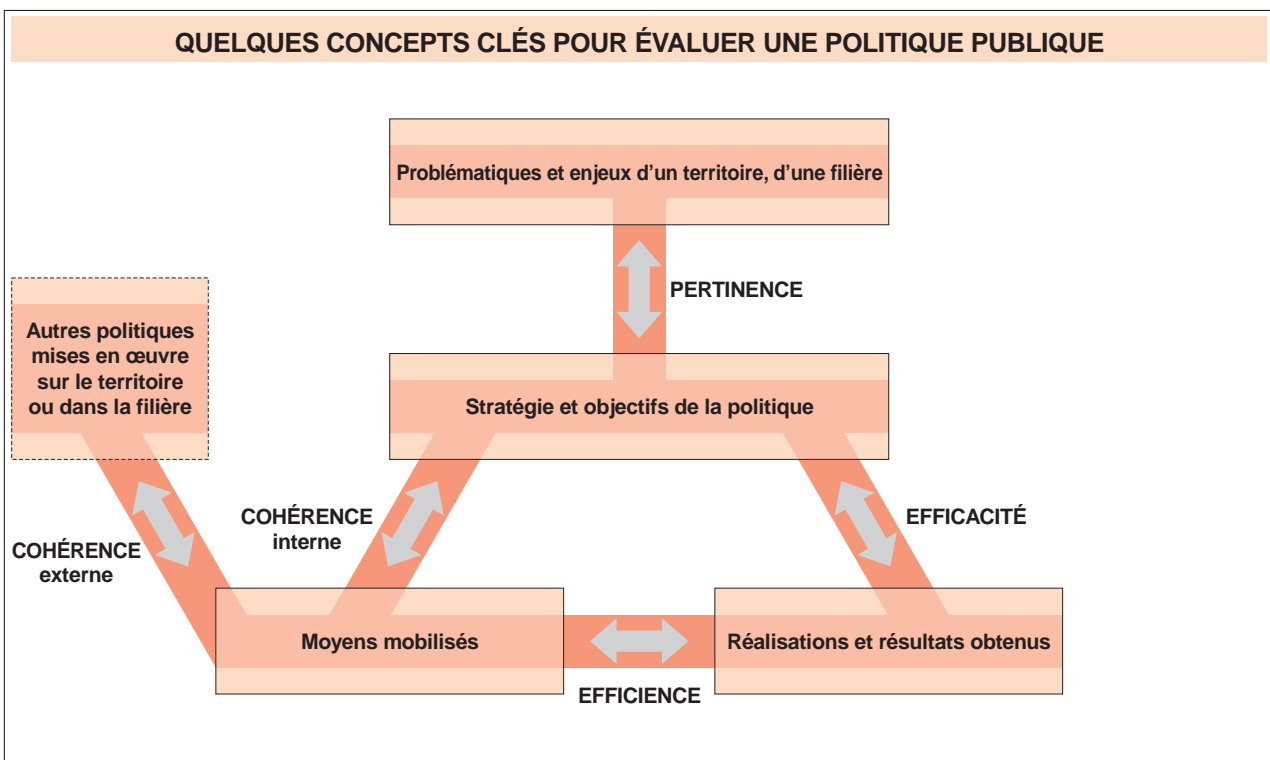 QUELQUES CONCEPTS CLÉS POUR ÉVALUER UNE POLITIQUE PUBLIQUE
Problématiques et enjeux d'un territoire, d'une filière
PERTINENCE
Autres politiques
mises en œuvre
sur le territoire
ou dans la filière
Stratégie et objectifs de la politique
COHÉRENCE
externe
COHÉRENCE
interne
EFFICACITÉ
Moyens mobilisés
EFFICIENCE
Réalisations et résultats obtenus